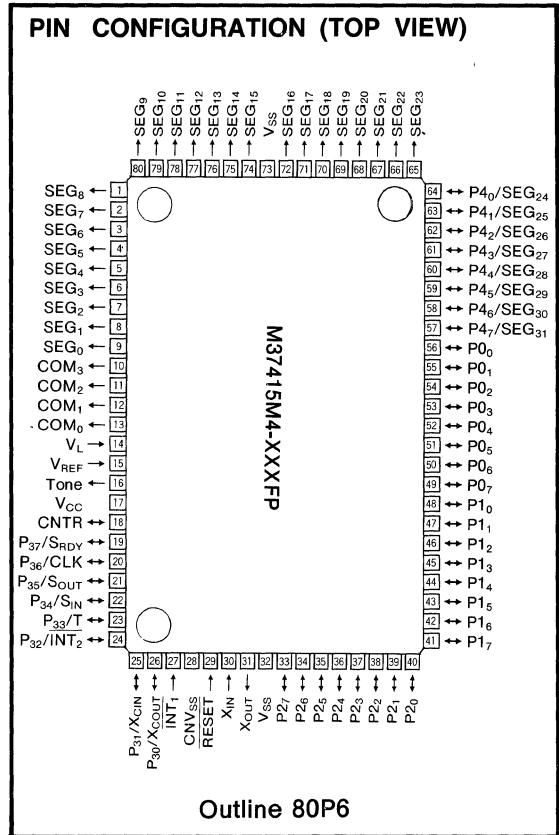 PIN CONFIGURATION (TOP VIEW)
SEG9
SEG10
SEG11
SEG12
SEG13
SEG14
SEG15
VSS
SEG16
SEG17
SEG18
SEG19
SEG20
SEG21
SEG22
SEG23
80 79 78 77 76 75 74 73 72 71 70 69 68 67 66 65
SEG8 ← 1
SEG7 ← 2
SEG6 ← 3
SEG5 ← 4
SEG4 ← 5
SEG3 ← 6
SEG2 ← 7
SEG1 ← 8
SEG0 ← 9
COM3 ← 10
COM2 ← 11
COM1 ← 12
COM0 ← 13
VL → 14
VREF → 15
Tone ← 16
VCC 17
CNTR ↔ 18
P37/SRDY ↔ 19
P36/CLK ↔ 20
P35/SOUT ↔ 21
P34/SIN ↔ 22
P33/T ↔ 23
P32/INT2 ↔ 24
M37415M4-XXXFP
64 ↔ P40/SEG24
63 ↔ P41/SEG25
62 ↔ P42/SEG26
61 ↔ P43/SEG27
60 ↔ P44/SEG28
59 ↔ P45/SEG29
58 ↔ P46/SEG30
57 ↔ P47/SEG31
56 ↔ P00
55 ↔ P01
54 ↔ P02
53 ↔ P03
52 ↔ P04
51 ↔ P05
50 ↔ P06
49 ↔ P07
48 ↔ P10
47 ↔ P11
46 ↔ P12
45 ↔ P13
44 ↔ P14
43 ↔ P15
42 ↔ P16
41 ↔ P17
25 26 27 28 29 30 31 32 33 34 35 36 37 38 39 40
P31/XCIN
P30/XCOUT
INT1
CNVSS
RESET
XIN
XOUT
VSS
P27
P26
P25
P24
P23
P22
P21
P20
Outline 80P6